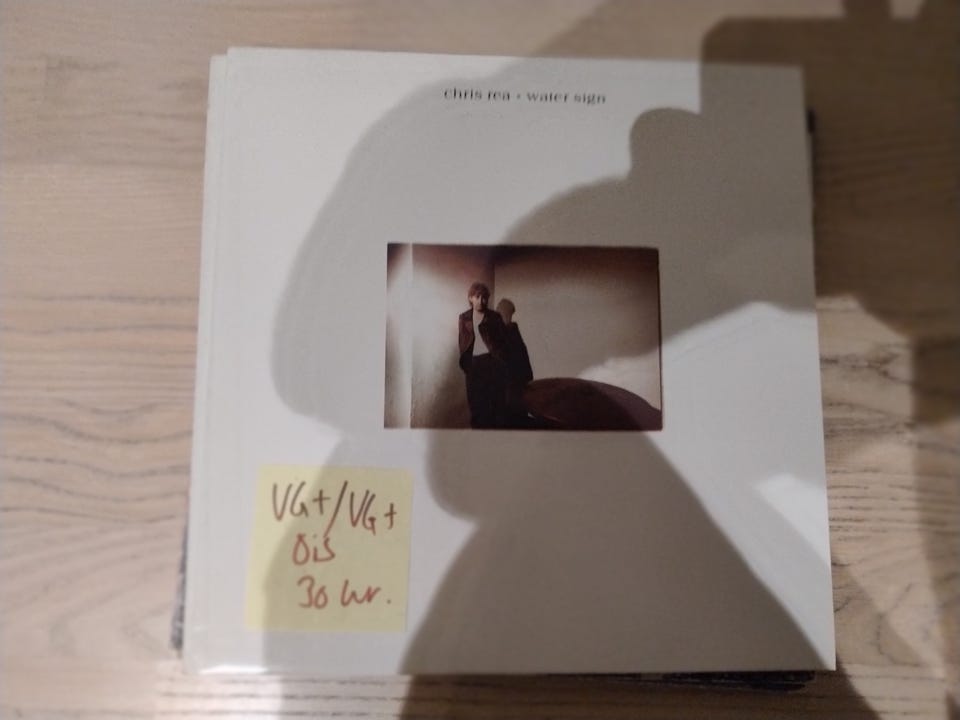 chris rea • water sign
VG+/VG+
OiS
30 kr.